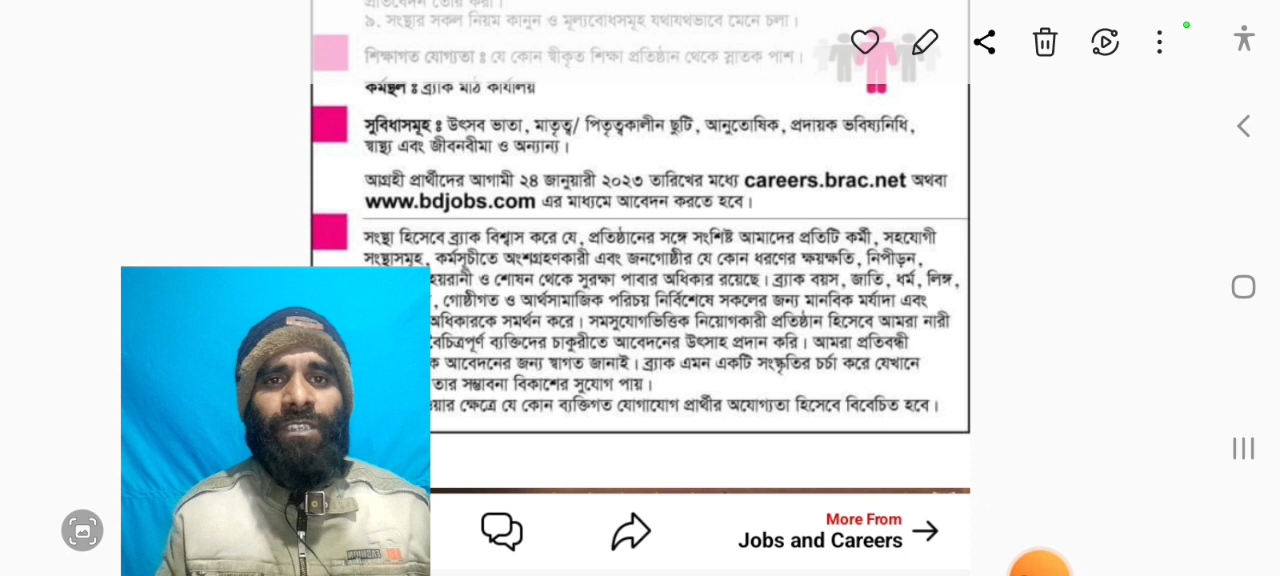 প্রতিবেদন তৈরি করা।
৯. সংস্থার সকল নিয়ম কানুন ও মূল্যবোধসমূহ যথাযথভাবে মেনে চলা।
শিক্ষাগত যোগ্যতা ঃ যে কোন স্বীকৃত শিক্ষা প্রতিষ্ঠান থেকে স্নাতক পাশ।
কর্মস্থল ঃ ব্র্যাক মাঠ কার্যালয়
সুবিধাসমূহ ঃ উৎসব ভাতা, মাতৃত্ব/ পিতৃত্বকালীন ছুটি, আনুতোষিক, প্রদায়ক ভবিষ্যনিধি,
স্বাস্থ্য এবং জীবনবীমা ও অন্যান্য।
আগ্রহী প্রার্থীদের আগামী ২৪ জানুয়ারী ২০২৩ তারিখের মধ্যে careers.brac.net অথবা
www.bdjobs.com এর মাধ্যমে আবেদন করতে হবে।
সংস্থা হিসেবে ব্র্যাক বিশ্বাস করে যে, প্রতিষ্ঠানের সঙ্গে সংশিষ্ট আমাদের প্রতিটি কর্মী, সহযোগী
সংস্থাসমূহ, কর্মসূচীতে অংশগ্রহণকারী এবং জনগোষ্ঠীর যে কোন ধরণের ক্ষয়ক্ষতি, নিপীড়ন,
হয়রানী ও শোষন থেকে সুরক্ষা পাবার অধিকার রয়েছে। ব্র্যাক বয়স, জাতি, ধর্ম, লিঙ্গ,
, গোষ্ঠীগত ও আর্থসামাজিক পরিচয় নির্বিশেষে সকলের জন্য মানবিক মর্যাদা এবং
অধিকারকে সমর্থন করে। সমসুযোগভিত্তিক নিয়োগকারী প্রতিষ্ঠান হিসেবে আমরা নারী
বৈচিত্রপূর্ণ ব্যক্তিদের চাকুরীতে আবেদনের উৎসাহ প্রদান করি। আমরা প্রতিবন্ধী
ক আবেদনের জন্য স্বাগত জানাই। ব্র্যাক এমন একটি সংস্কৃতির চর্চা করে যেখানে
তার সম্ভাবনা বিকাশের সুযোগ পায়।
ওয়ার ক্ষেত্রে যে কোন ব্যক্তিগত যোগাযোগ প্রার্থীর অযোগ্যতা হিসেবে বিবেচিত হবে।
More From
Jobs and Careers